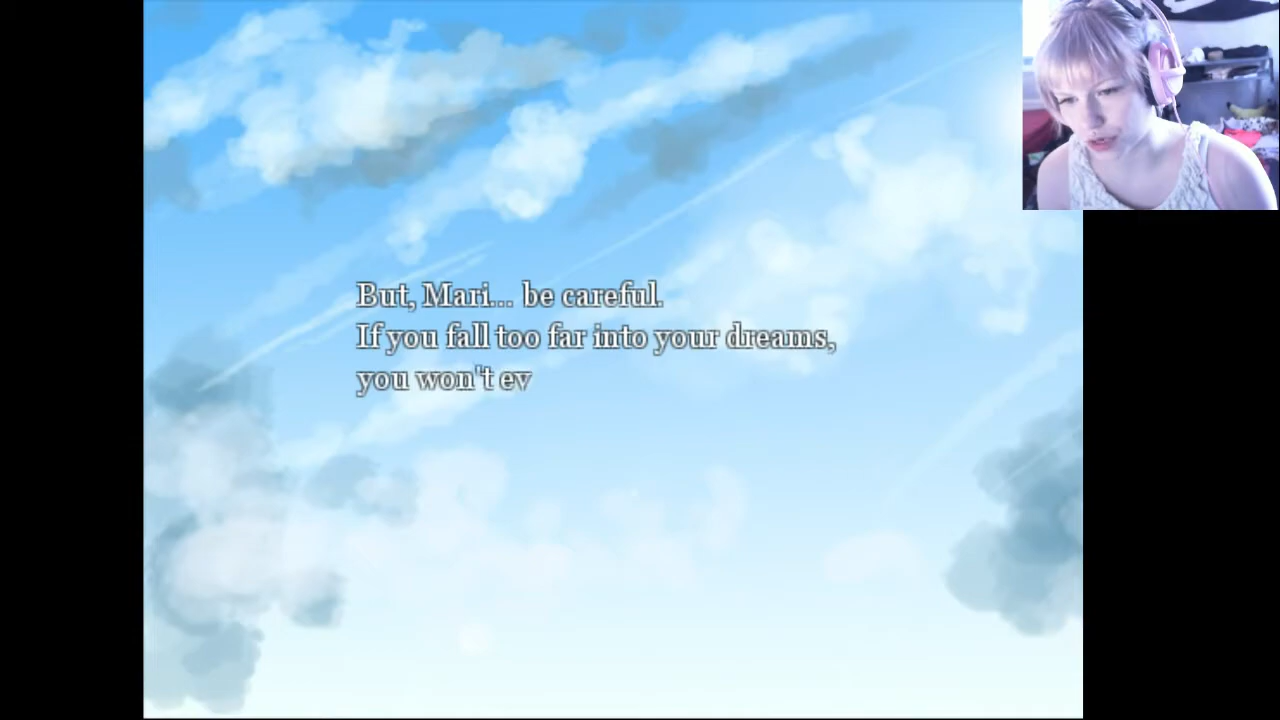 But, Mari... be careful.
If you fall too far into your dreams,
you won't ev